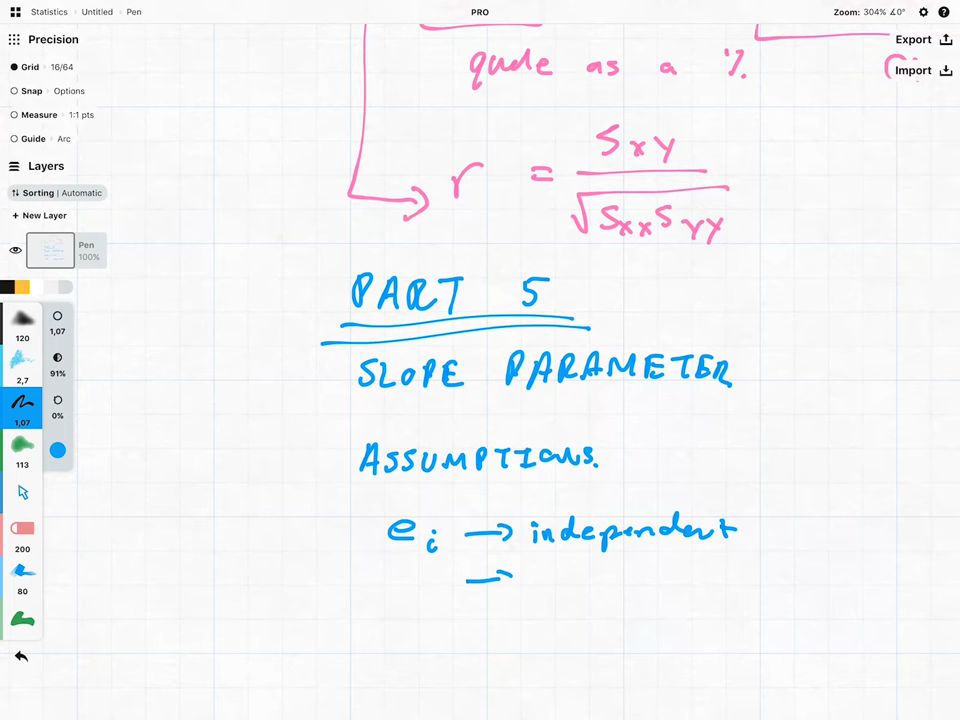 Statistics Untitled Pen
PRO
Zoom: 304% ∡0°
Precision
Grid 16/64
Snap Options
Measure 1:1 pts
Guide Arc
Layers
Sorting | Automatic
+ New Layer
Pen
100%
120
2,7
1,07
113
200
80
1,07
91%
0%
Export
Import
quote as a %
r = Sxy / √SxxSyy
PART 5
SLOPE PARAMETER
ASSUMPTIONS.
ei → independent